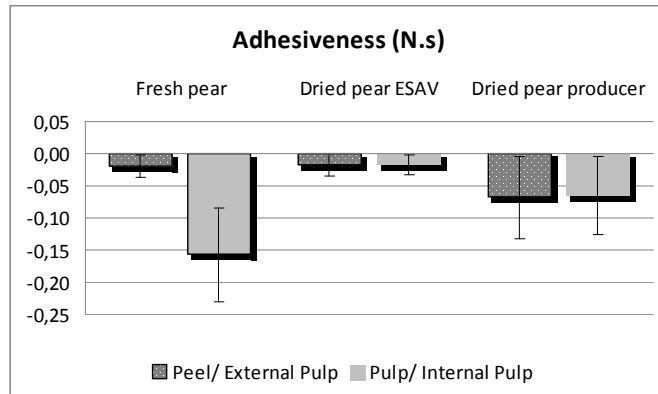 Adhesiveness (N.s)
Fresh pear Dried pear ESAV Dried pear producer
0,05
0,00
-0,05
-0,10
-0,15
-0,20
-0,25
Peel/ External Pulp Pulp/ Internal Pulp